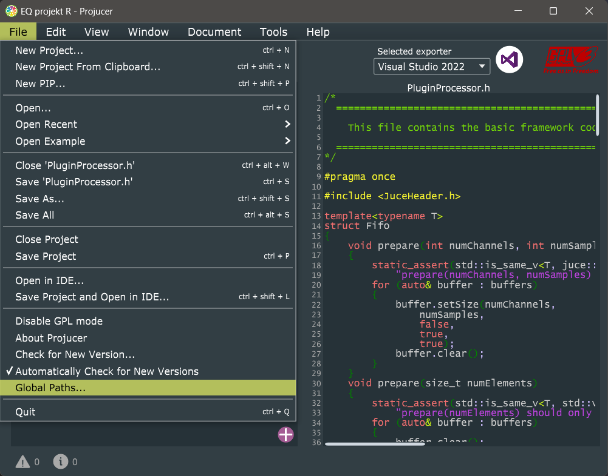 EQ projekt R - Projucer
File Edit View Window Document Tools Help
New Project... ctrl + N
New Project From Clipboard... ctrl + shift + N
New PIP... ctrl + shift + P
Open... ctrl + O
Open Recent
Open Example
Close 'PluginProcessor.h' ctrl + alt + W
Save 'PluginProcessor.h' ctrl + S
Save As... ctrl + shift + S
Save All ctrl + alt + S
Close Project
Save Project ctrl + P
Open in IDE...
Save Project and Open in IDE... ctrl + shift + L
Disable GPL mode
About Projucer
Check for New Version...
✓ Automatically Check for New Versions
Global Paths...
Quit ctrl + Q
0 0
Selected exporter
Visual Studio 2022
PluginProcessor.h
1 /*
2 ============================================
3
4 This file contains the basic framework cod
5
6 ============================================
7 */
8
9 #pragma once
10
11 #include <JuceHeader.h>
12
13 template<typename T>
14 struct Fifo
15 {
16 void prepare(int numChannels, int numSampl
17 {
18 static_assert(std::is_same_v<T, juce::
19 "prepare(numChannels, numSamples)
20 for (auto& buffer : buffers)
21 {
22 buffer.setSize(numChannels,
23 numSamples,
24 false,
25 true,
26 true);
27 buffer.clear();
28 }
29 }
30 void prepare(size_t numElements)
31 {
32 static_assert(std::is_same_v<T, std::v
33 "prepare(numElements) should only
34 for (auto& buffer : buffers)
35 {
36 buffer.clear();